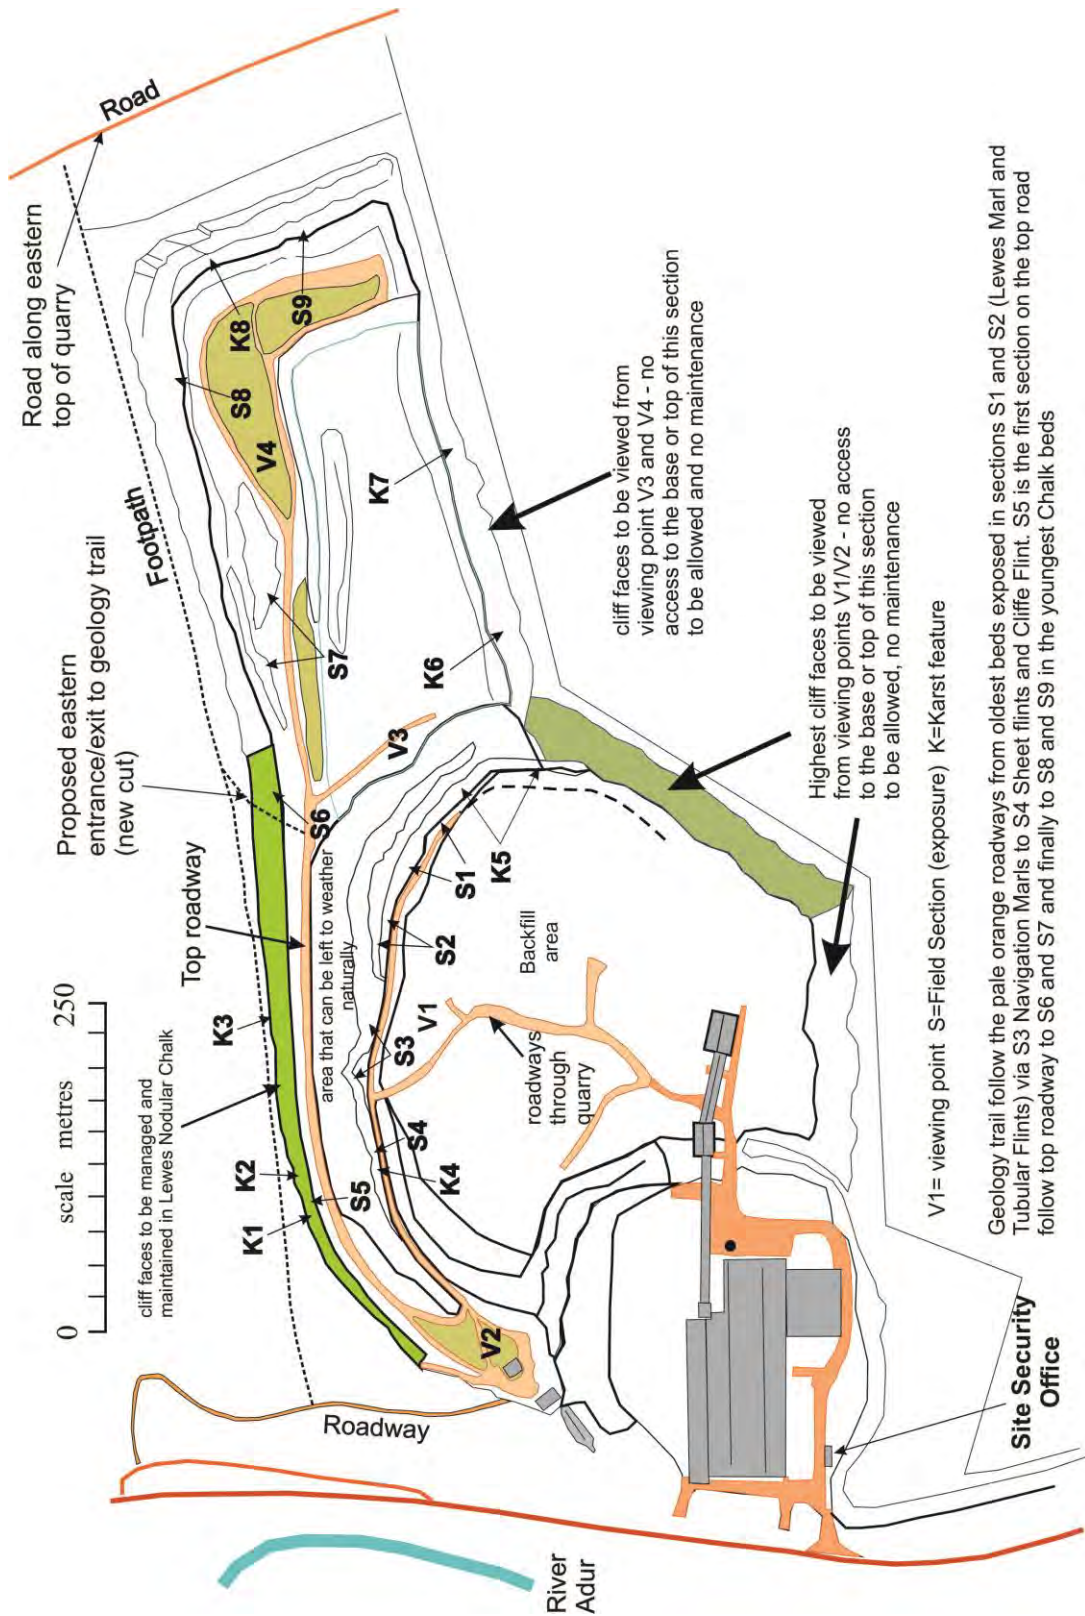 Road along eastern
top of quarry
Road
Footpath
Proposed eastern
entrance/exit to geology trail
(new cut)
Top roadway
0 scale metres 250
K3
cliff faces to be managed and
maintained in Lewes Nodular Chalk
K2
K1
S5
S6
S7
S8
K8
S9
V4
area that can be left to weather
naturally
V3
K7
K6
K5
S1
S2
S3
S4
K4
V1
V2
Backfill
area
roadways
through
quarry
Roadway
River
Adur
Site Security
Office
cliff faces to be viewed from
viewing point V3 and V4 - no
access to the base or top of this section
to be allowed and no maintenance
Highest cliff faces to be viewed
from viewing points V1/V2 - no access
to the base or top of this section
to be allowed, no maintenance
V1= viewing point S=Field Section (exposure) K=Karst feature
Geology trail follow the pale orange roadways from oldest beds exposed in sections S1 and S2 (Lewes Marl and
Tubular Flints) via S3 Navigation Marls to S4 Sheet flints and Cliffe Flint. S5 is the first section on the top road
follow top roadway to S6 and S7 and finally to S8 and S9 in the youngest Chalk beds